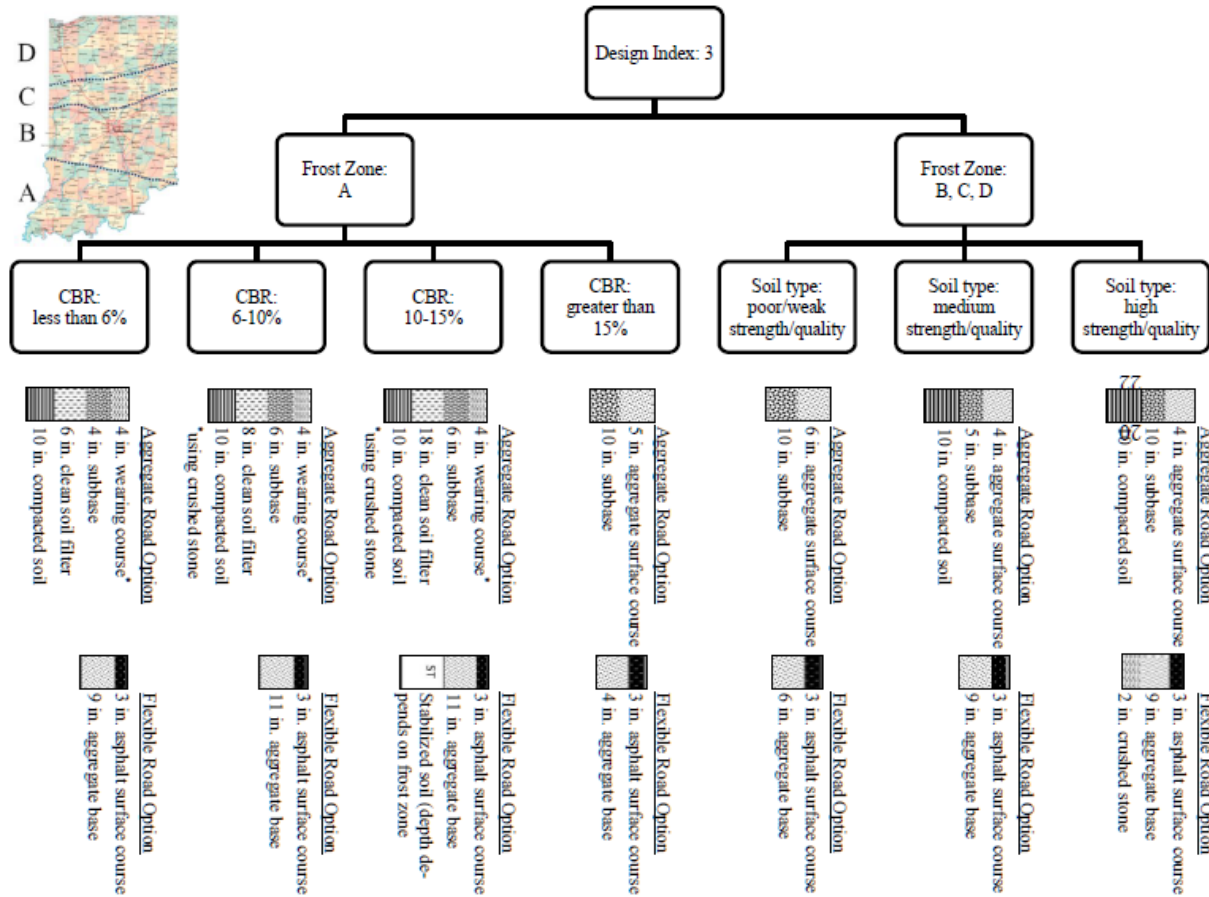 D
C
B
A
Design Index: 3
Frost Zone:
A
Frost Zone:
B, C, D
CBR:
less than 6%
CBR:
6-10%
CBR:
10-15%
CBR:
greater than
15%
Soil type:
poor/weak
strength/quality
Soil type:
medium
strength/quality
Soil type:
high
strength/quality
Aggregate Road Option
4 in. wearing course*
4 in. subbase
6 in. clean soil filter
10 in. compacted soil
Aggregate Road Option
4 in. wearing course*
6 in. subbase
8 in. clean soil filter
10 in. compacted soil
*using crushed stone
Aggregate Road Option
4 in. wearing course*
6 in. subbase
18 in. clean soil filter
10 in. compacted soil
*using crushed stone
Aggregate Road Option
5 in. aggregate surface course
10 in. subbase
Aggregate Road Option
6 in. aggregate surface course
10 in. subbase
Aggregate Road Option
4 in. aggregate surface course
5 in. subbase
10 in. compacted soil
22
20
Aggregate Road Option
4 in. aggregate surface course
10 in. subbase
in. compacted soil
Flexible Road Option
3 in. asphalt surface course
9 in. aggregate base
Flexible Road Option
3 in. asphalt surface course
11 in. aggregate base
Flexible Road Option
3 in. asphalt surface course
11 in. aggregate base
Stabilized soil (depth de-
pends on frost zone
ST
Flexible Road Option
3 in. asphalt surface course
4 in. aggregate base
Flexible Road Option
3 in. asphalt surface course
6 in. aggregate base
Flexible Road Option
3 in. asphalt surface course
9 in. aggregate base
Flexible Road Option
3 in. asphalt surface course
9 in. aggregate base
2 in. crushed stone